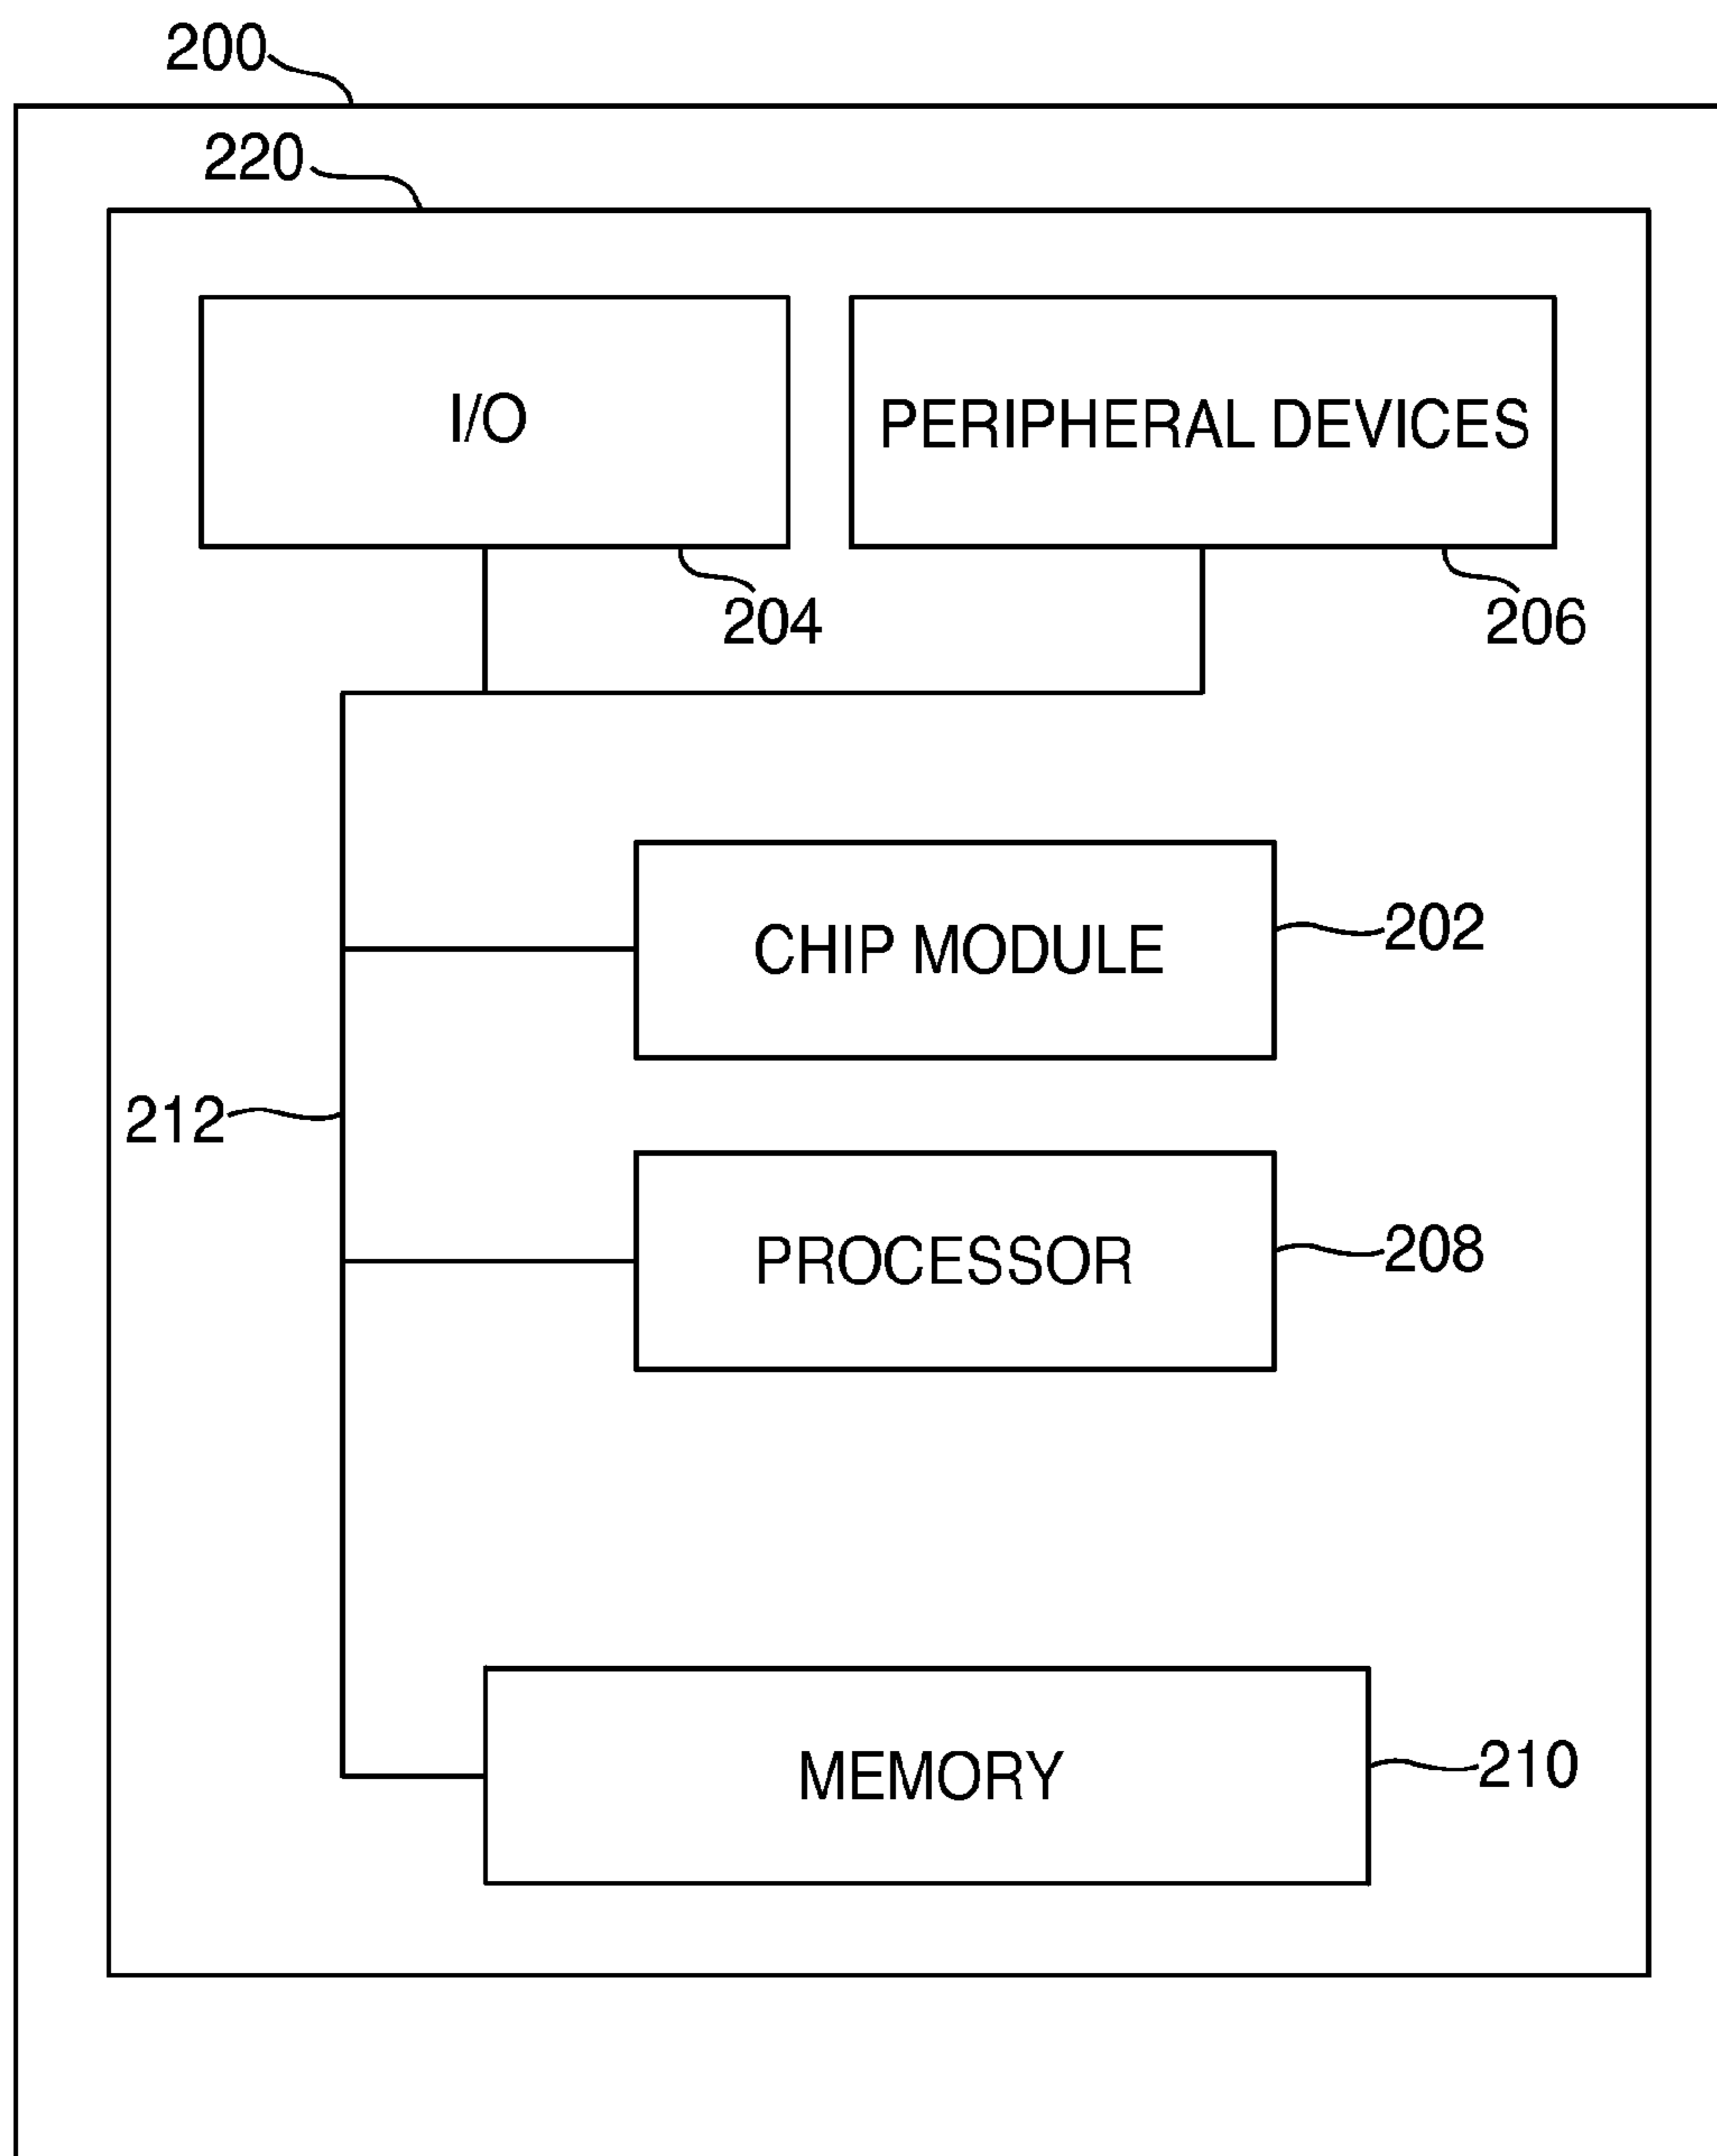 200
220
I/O
PERIPHERAL DEVICES
204
206
CHIP MODULE
202
212
PROCESSOR
208
MEMORY
210